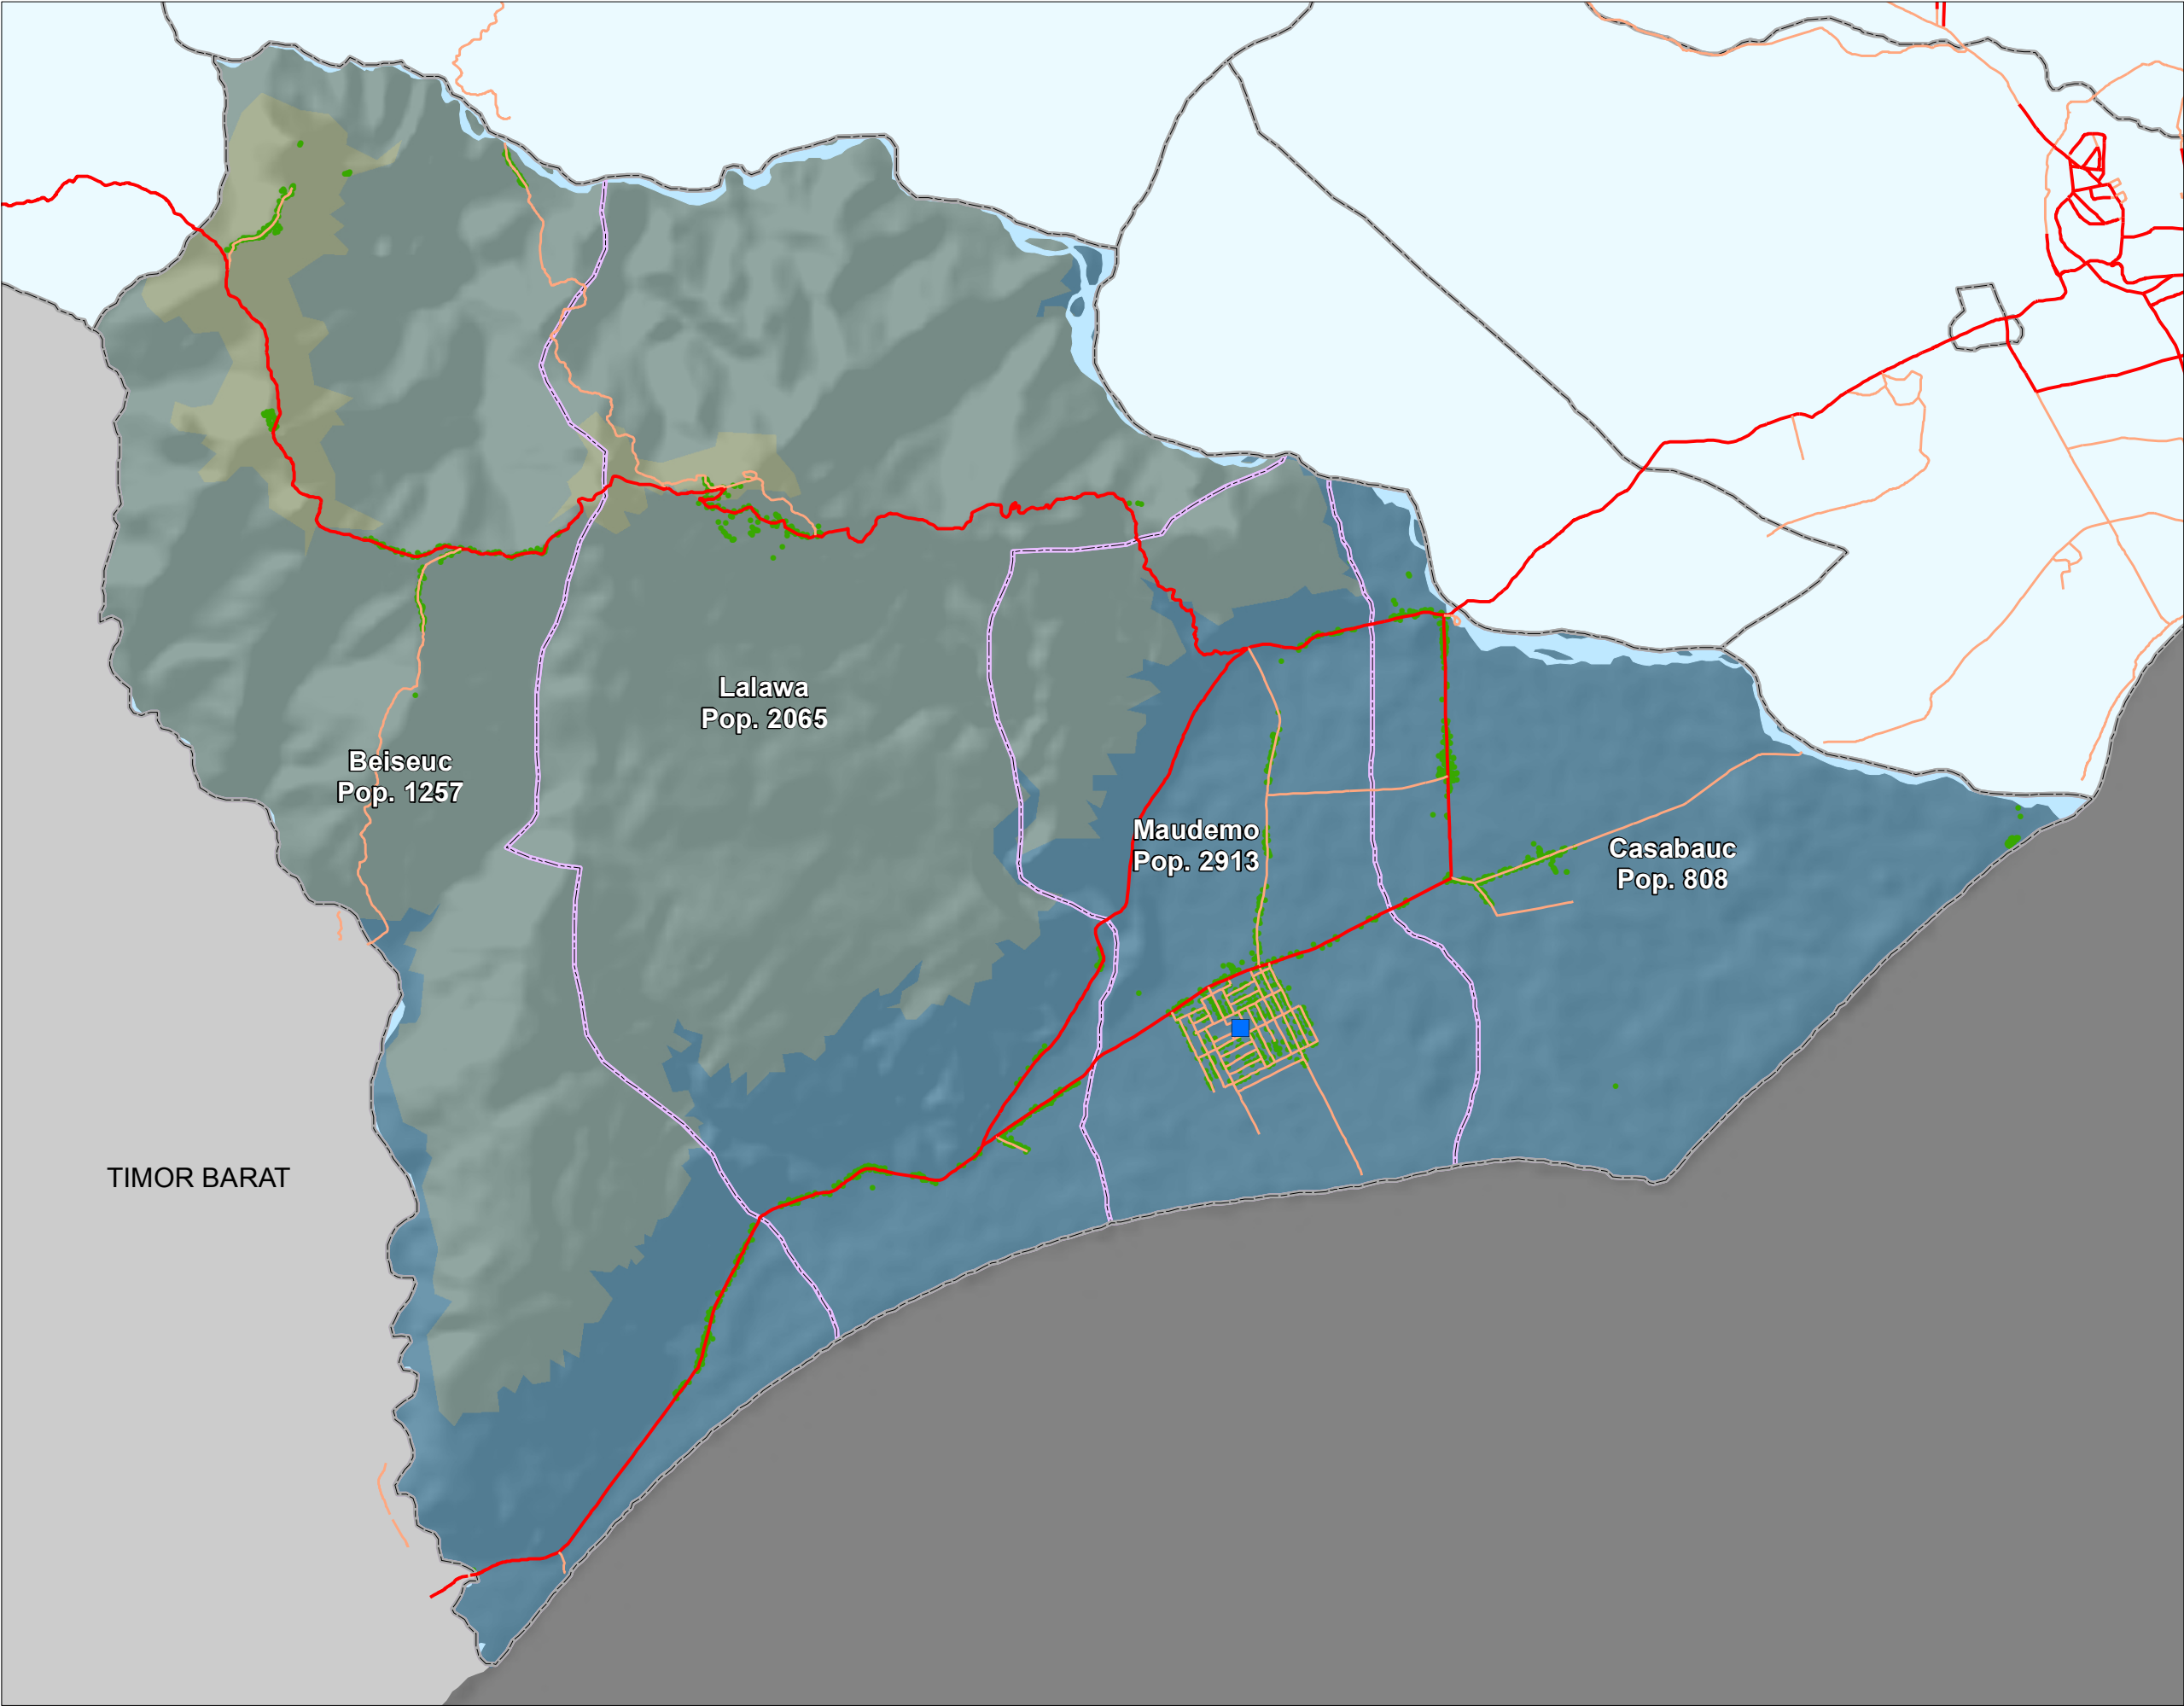 Lalawa
Pop. 2065
Beiseuc
Pop. 1257
Maudemo
Pop. 2913
Casabauc
Pop. 808
TIMOR BARAT